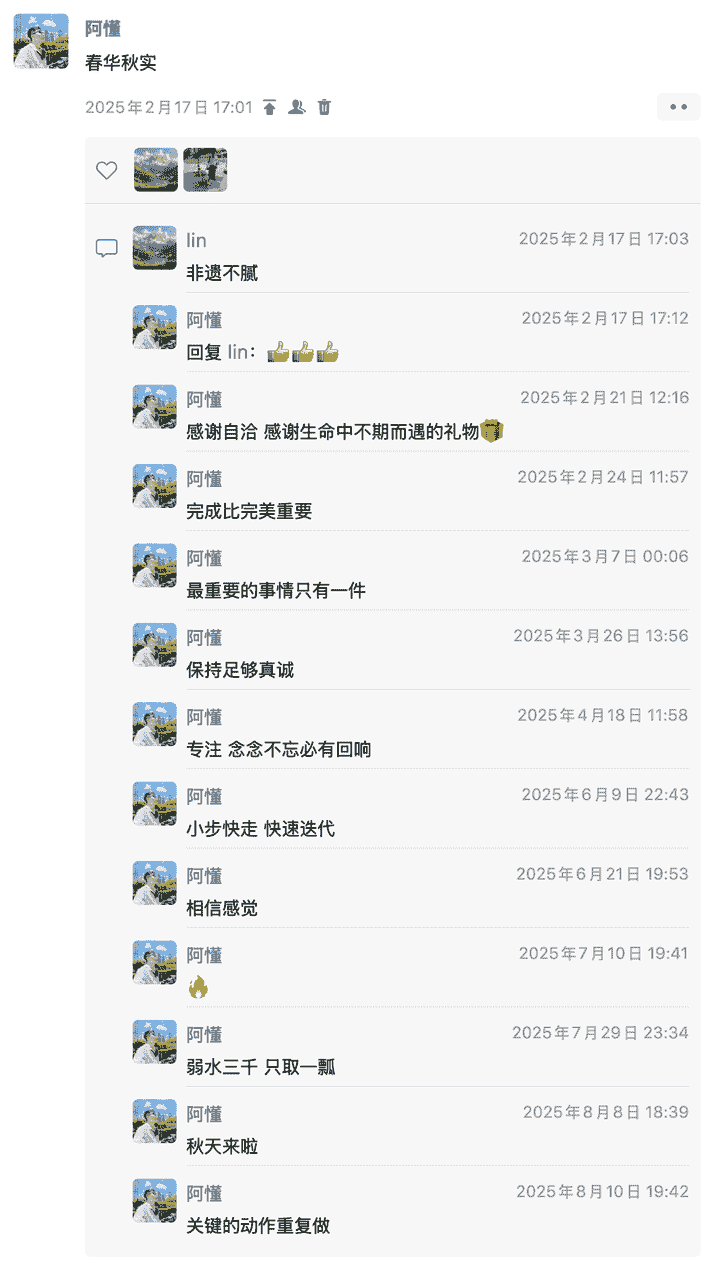 阿懂
春华秋实
2025年2月17日 17:01
lin
2025年2月17日 17:03
非遗不腻
阿懂
2025年2月17日 17:12
回复 lin：👍👍👍
阿懂
2025年2月21日 12:16
感谢自洽 感谢生命中不期而遇的礼物🎁
阿懂
2025年2月24日 11:57
完成比完美重要
阿懂
2025年3月7日 00:06
最重要的事情只有一件
阿懂
2025年3月26日 13:56
保持足够真诚
阿懂
2025年4月18日 11:58
专注 念念不忘必有回响
阿懂
2025年6月9日 22:43
小步快走 快速迭代
阿懂
2025年6月21日 19:53
相信感觉
阿懂
2025年7月10日 19:41
🔥
阿懂
2025年7月29日 23:34
弱水三千 只取一瓢
阿懂
2025年8月8日 18:39
秋天来啦
阿懂
2025年8月10日 19:42
关键的动作重复做